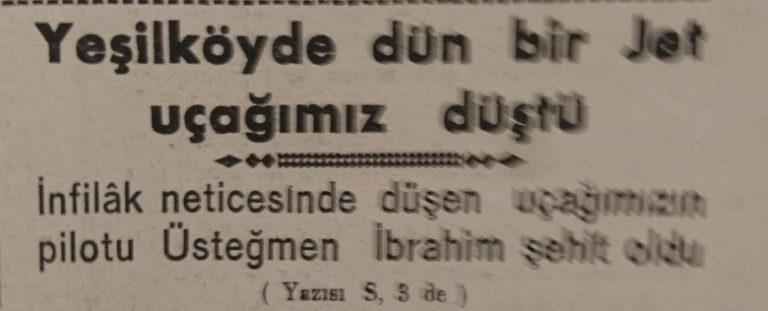 Yeşilköyde dün bir Jet
uçağımız düştü
İnfilâk neticesinde düşen uçağımızın
pilotu Üsteğmen İbrahim şehit oldu
( Yazısı S, 3 de )